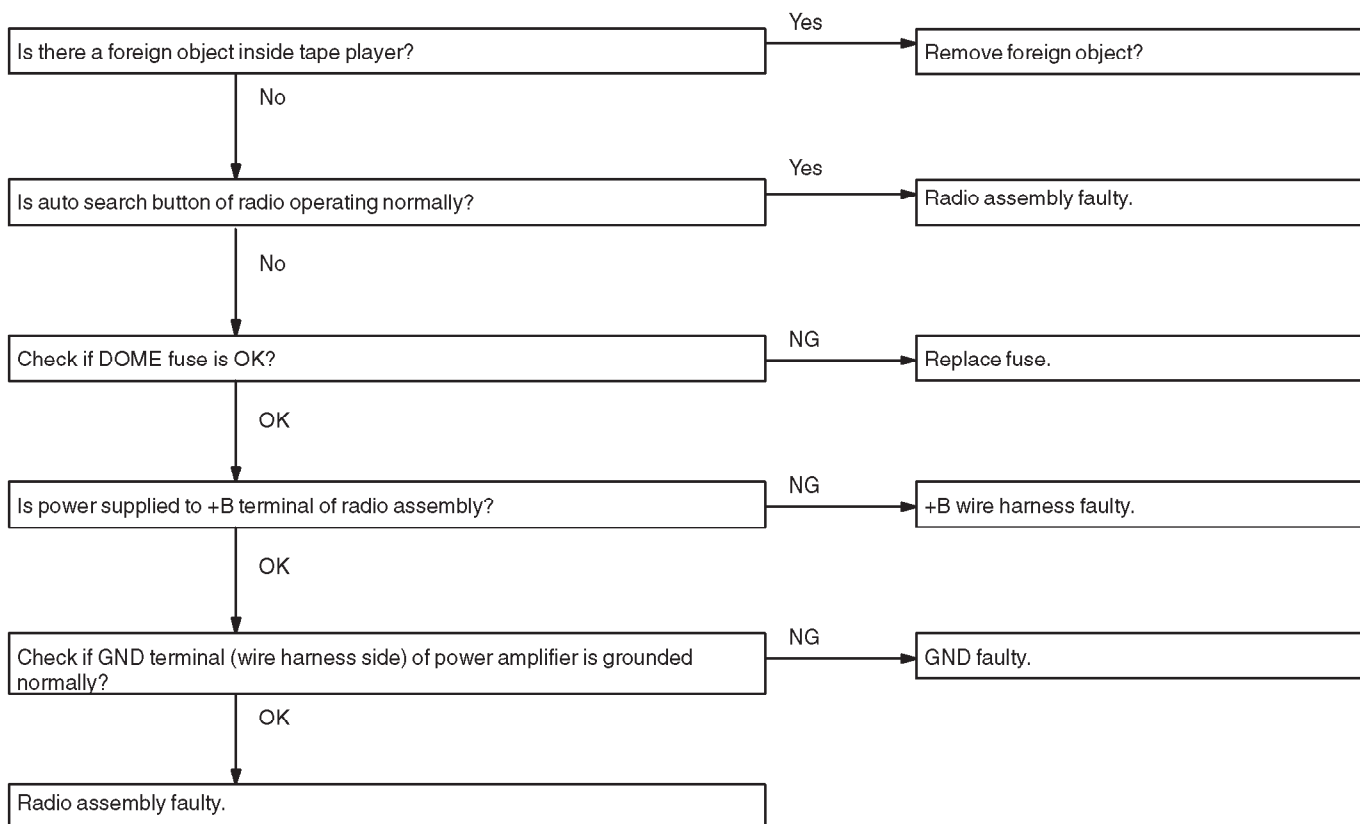 Is there a foreign object inside tape player?
Yes
Remove foreign object?
No
Is auto search button of radio operating normally?
Yes
Radio assembly faulty.
No
Check if DOME fuse is OK?
NG
Replace fuse.
OK
Is power supplied to +B terminal of radio assembly?
NG
+B wire harness faulty.
OK
Check if GND terminal (wire harness side) of power amplifier is grounded
normally?
NG
GND faulty.
OK
Radio assembly faulty.